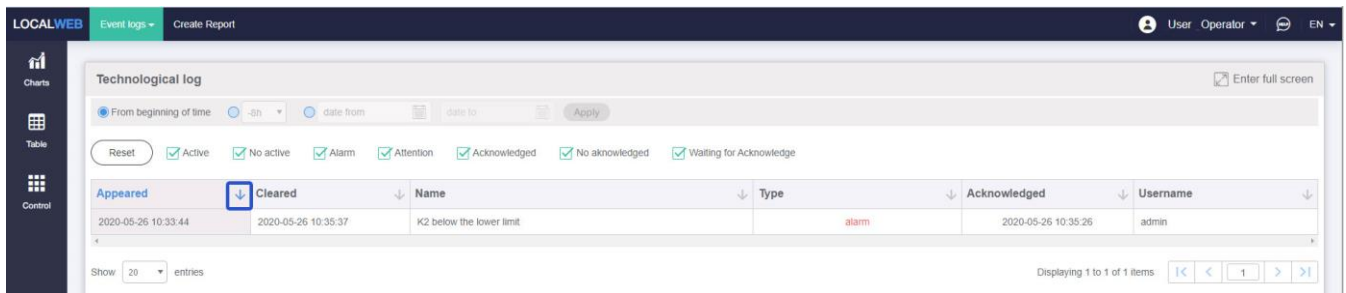 LOCALWEB Event logs Create Report User Operator EN
Charts
Table
Control
Technological log Enter full screen
From beginning of time -8h date from date to Apply
Reset Active No active Alarm Attention Acknowledged No aknowledged Waiting for Acknowledge
Appeared Cleared Name Type Acknowledged Username
2020-05-26 10:33:44 2020-05-26 10:35:37 K2 below the lower limit alarm 2020-05-26 10:35:26 admin
Show 20 entries Displaying 1 to 1 of 1 items 1